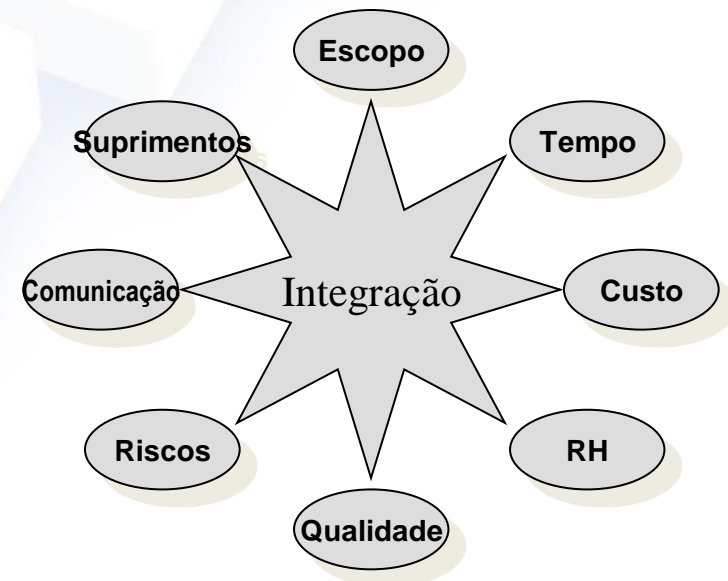 Escopo
Suprimentos
Tempo
Comunicação
Integração
Custo
Riscos
RH
Qualidade